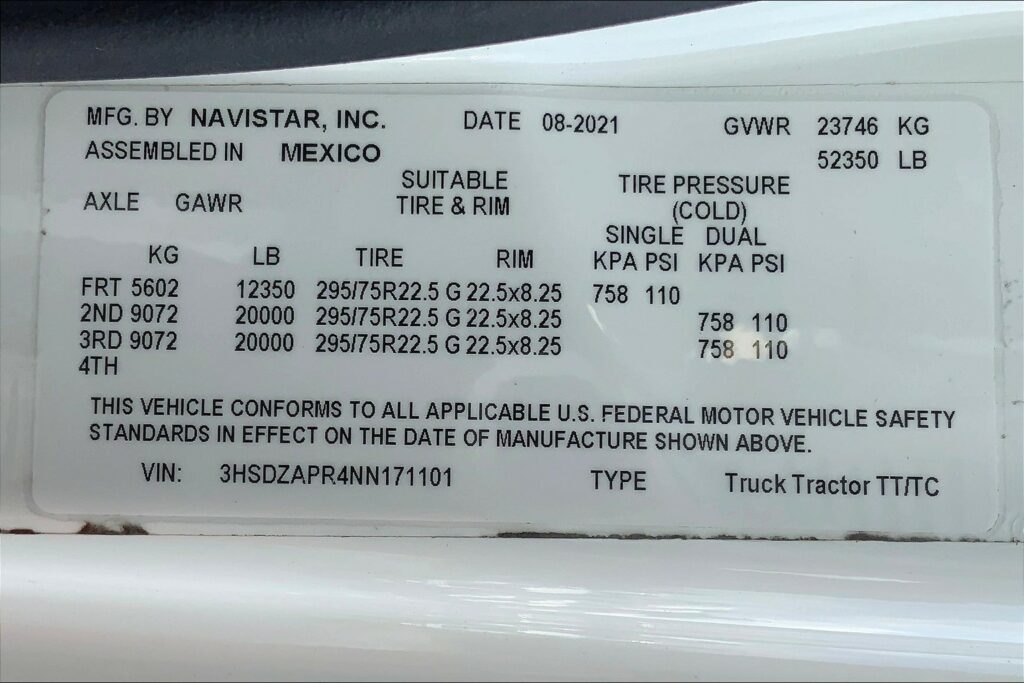 MFG. BY NAVISTAR, INC. DATE 08-2021 GVWR 23746 KG
ASSEMBLED IN MEXICO 52350 LB
SUITABLE TIRE PRESSURE
AXLE GAWR TIRE & RIM (COLD)
SINGLE DUAL
KG LB TIRE RIM KPA PSI KPA PSI
FRT 5602 12350 295/75R22.5 G 22.5x8.25 758 110
2ND 9072 20000 295/75R22.5 G 22.5x8.25 758 110
3RD 9072 20000 295/75R22.5 G 22.5x8.25 758 110
4TH
THIS VEHICLE CONFORMS TO ALL APPLICABLE U.S. FEDERAL MOTOR VEHICLE SAFETY
STANDARDS IN EFFECT ON THE DATE OF MANUFACTURE SHOWN ABOVE.
VIN: 3HSDZAPR4NN171101 TYPE Truck Tractor TT/TC